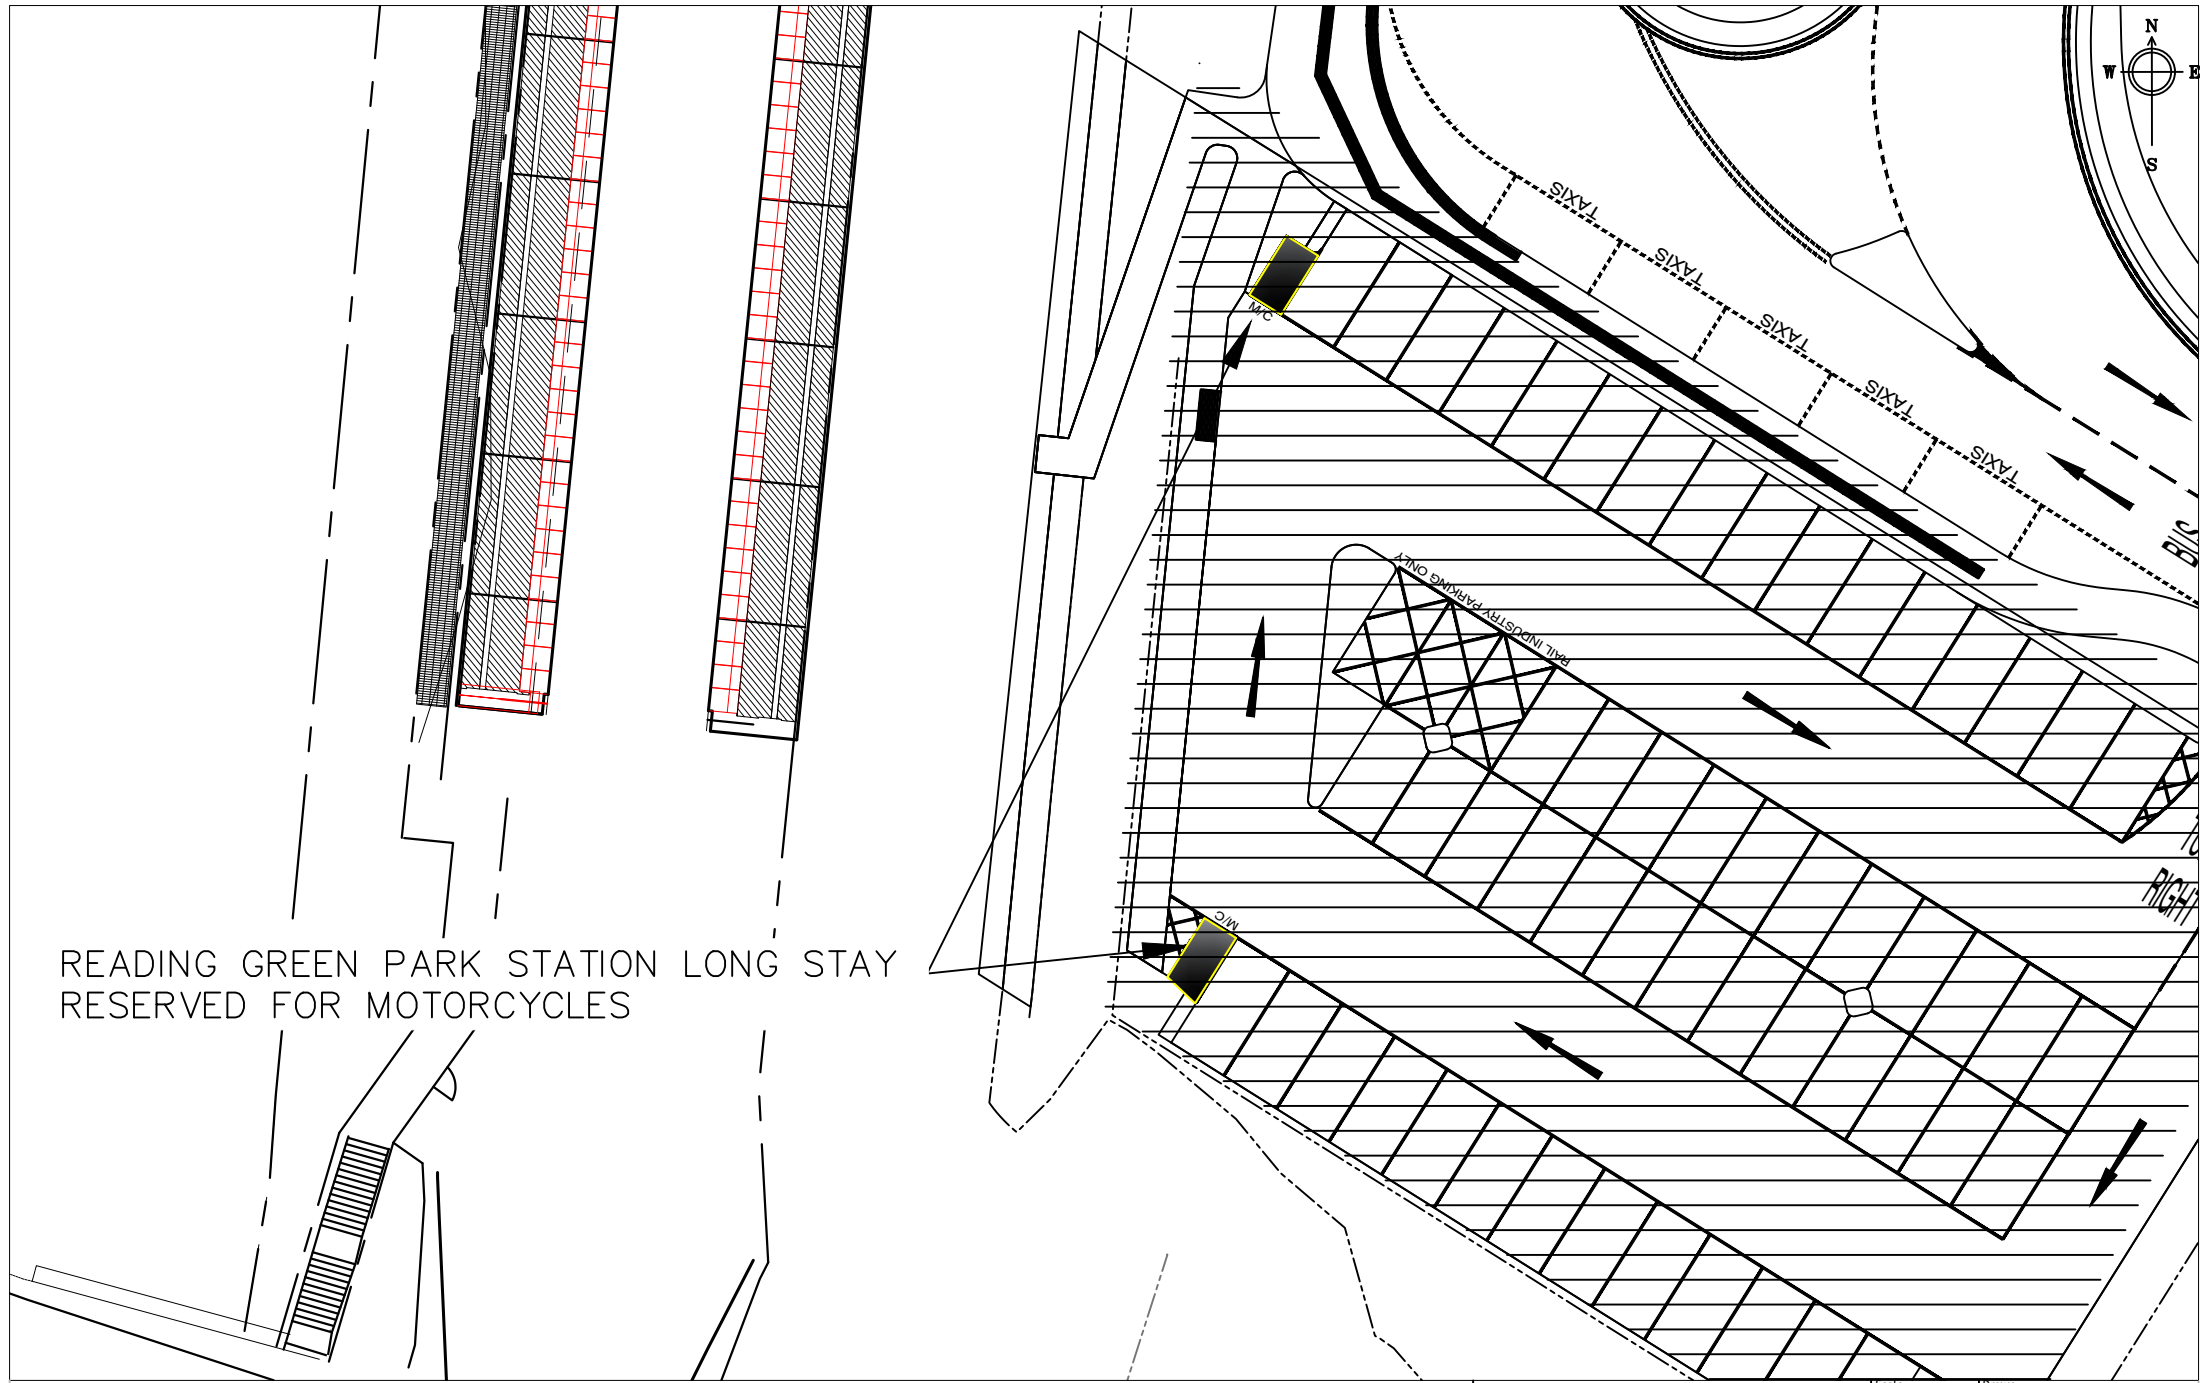 N
W E
S
TAXIS
TAXIS
TAXIS
TAXIS
TAXIS
M/C
BUS
RAIL INDUSTRY PARKING ONLY
RIGHT
M/C
READING GREEN PARK STATION LONG STAY
RESERVED FOR MOTORCYCLES